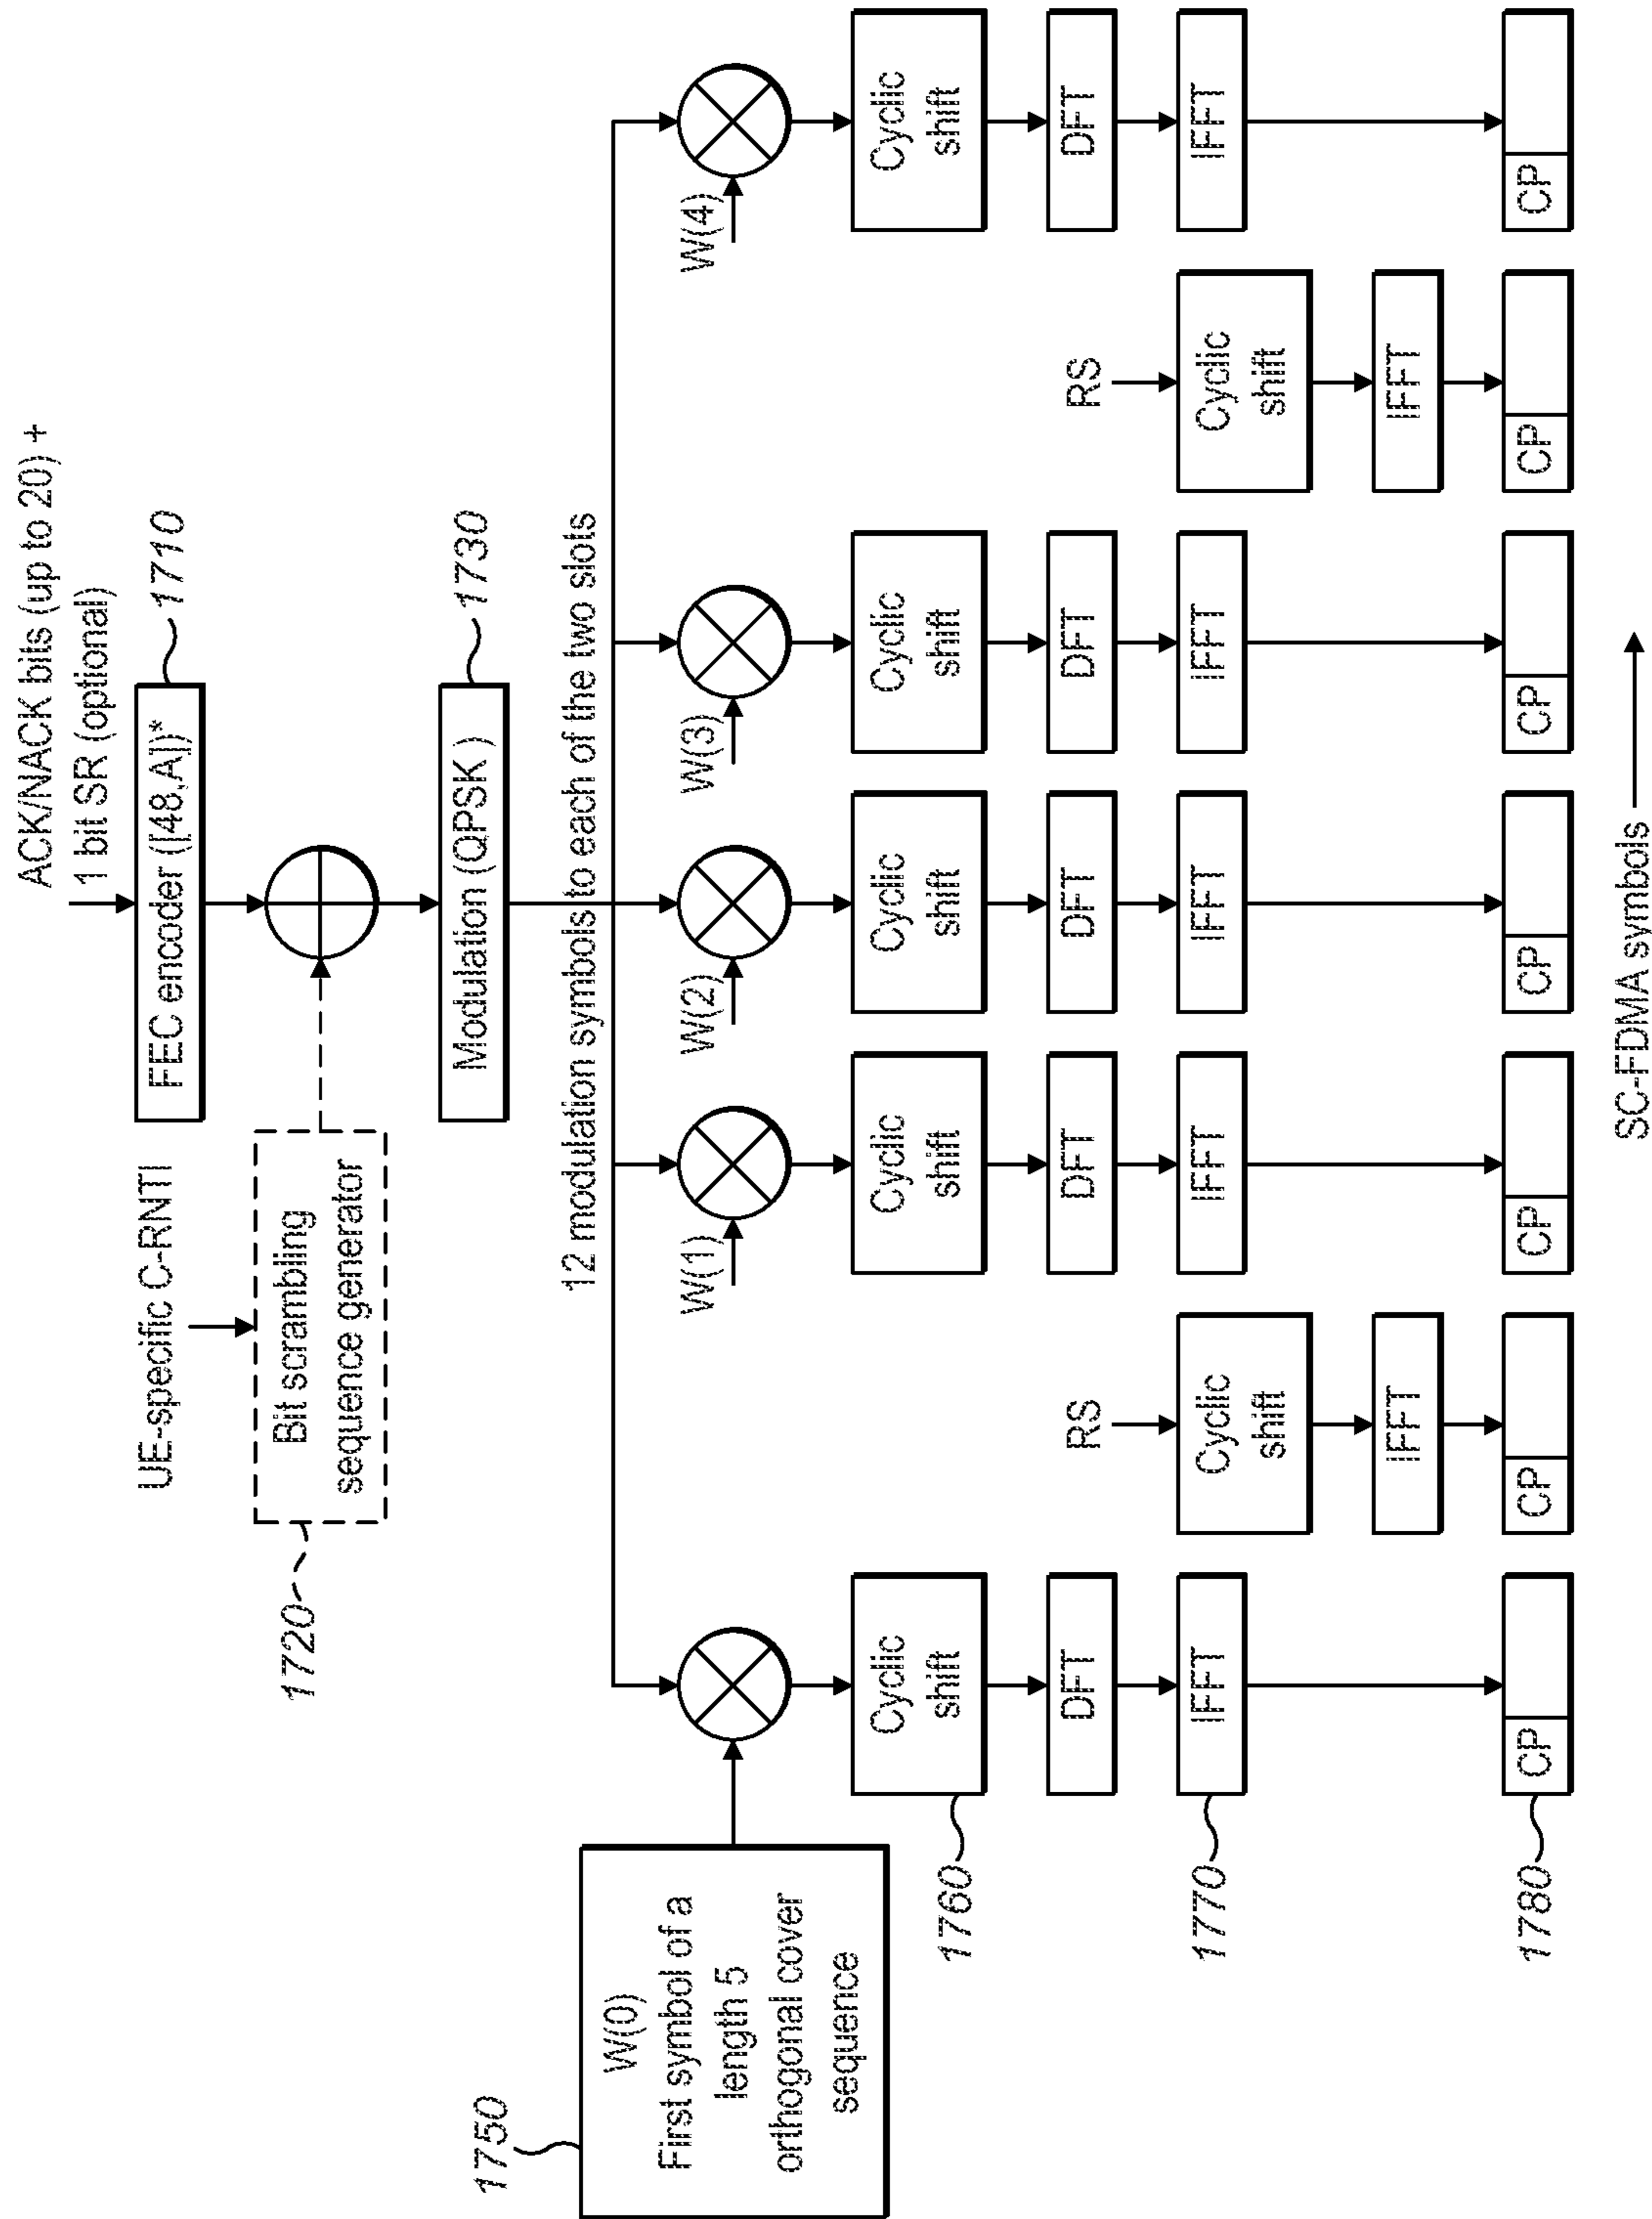 ACK/NACK bits (up to 20) +
1 bit SR (optional)
FEC encoder ([48,A])*
1710
UE-specific C-RNTI
Bit scrambling
sequence generator
1720
Modulation (QPSK )
1730
12 modulation symbols to each of the two slots
1750
W(0)
First symbol of a
length 5
orthogonal cover
sequence
W(1)
W(2)
W(3)
W(4)
1760
Cyclic
shift
Cyclic
shift
Cyclic
shift
Cyclic
shift
Cyclic
shift
DFT
DFT
DFT
DFT
DFT
RS
RS
1770
IFFT
Cyclic
shift
IFFT
IFFT
IFFT
Cyclic
shift
IFFT
IFFT
IFFT
1780
CP
CP
CP
CP
CP
CP
CP
SC-FDMA symbols